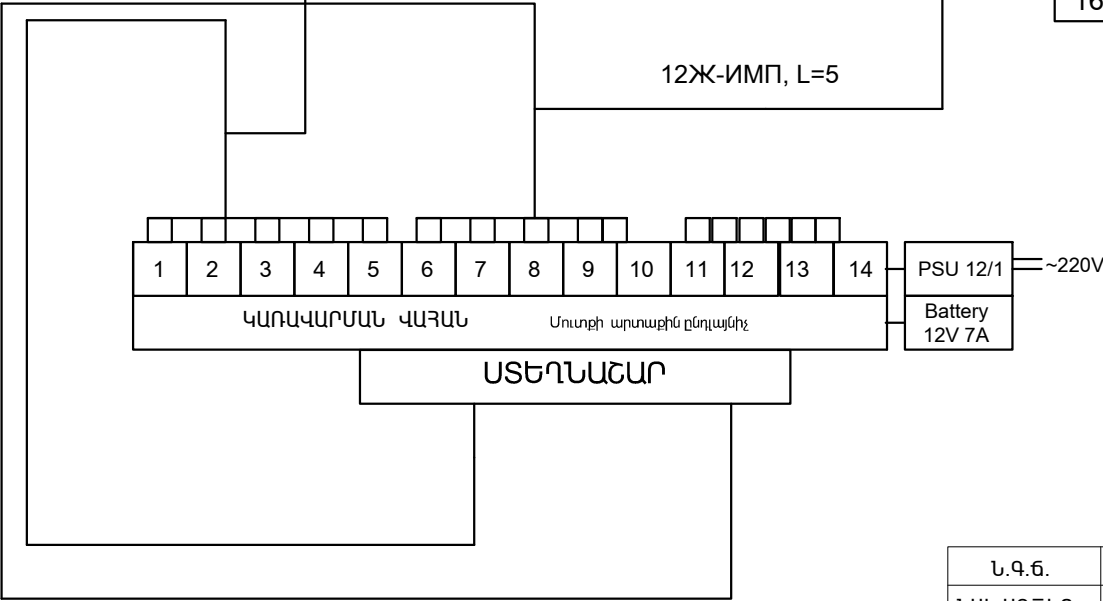 16
12Ж-ИМП, L=5
1 2 3 4 5 6 7 8 9 10 11 12 13 14 PSU 12/1 ~220V
ԿԱՌԱՎԱՐՄԱՆ ՎԱՀԱՆ Մուտքի արտաքին ընդլայնիչ Battery
12V 7A
ՍՏԵՂՆԱՇԱՐ
Ն.Գ.Ճ.